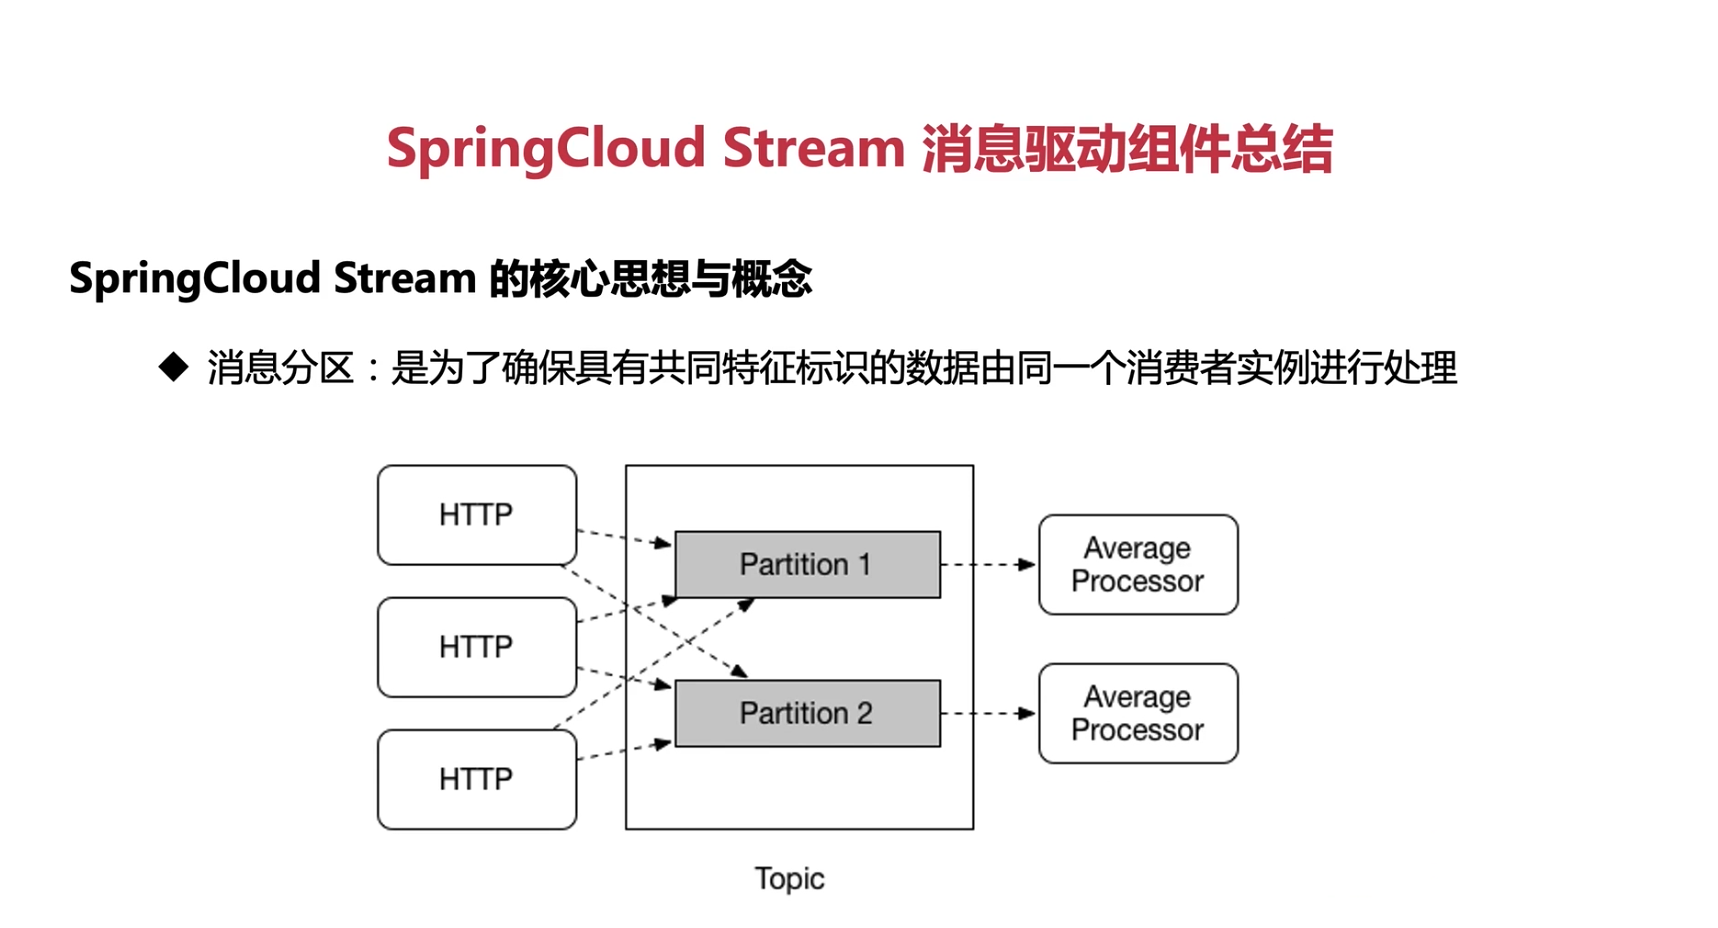 SpringCloud Stream 消息驱动组件总结
SpringCloud Stream 的核心思想与概念
◆ 消息分区：是为了确保具有共同特征标识的数据由同一个消费者实例进行处理
HTTP
HTTP
HTTP
Partition 1
Partition 2
Topic
Average
Processor
Average
Processor